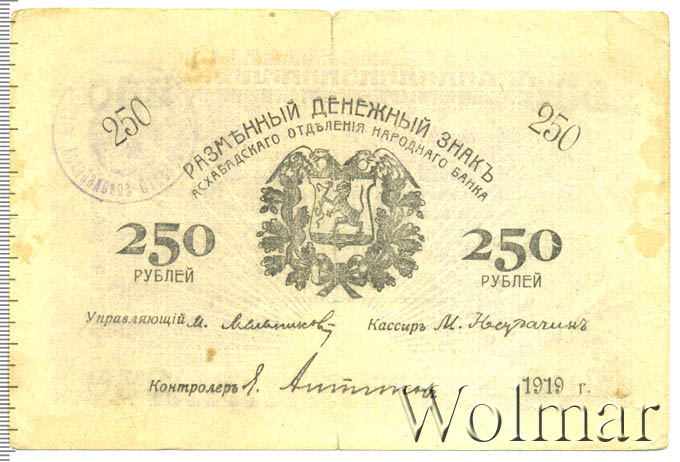 250
250
РАЗМѢННЫЙ ДЕНЕЖНЫЙ ЗНАКЪ
АСХАБАДСКАГО ОТДѢЛЕНІЯ НАРОДНАГО БАНКА
250 250
РУБЛЕЙ РУБЛЕЙ
Управляющій М. Кассиръ М.
Контролеръ 1919 г.
Wolmar